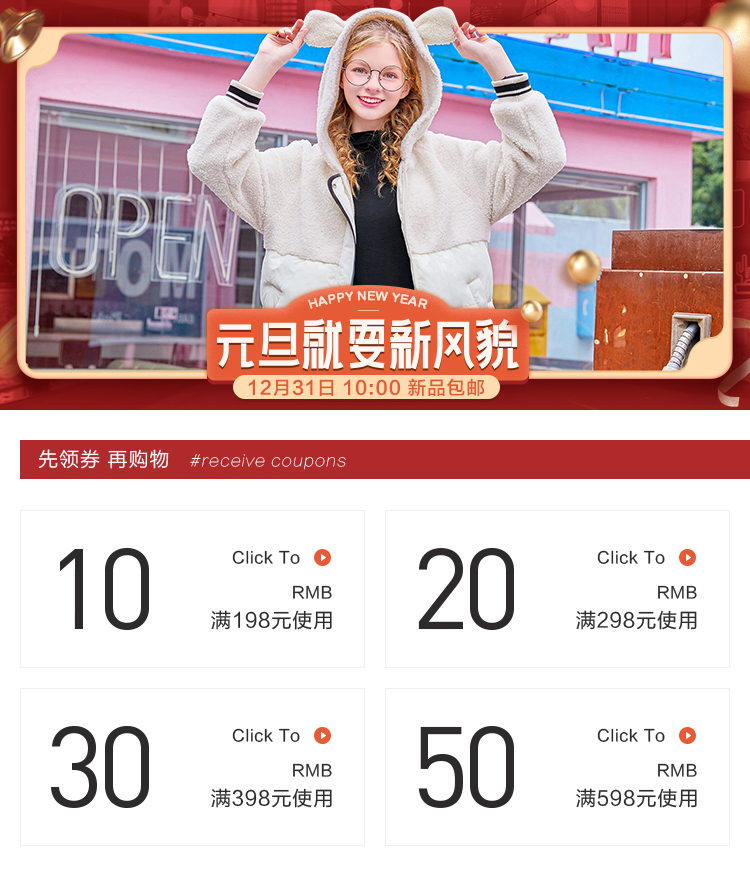 OPEN
TOM
HAPPY NEW YEAR
元旦就要新风貌
12月31日 10:00 新品包邮
先领券 再购物 #receive coupons
10
Click To
RMB
满198元使用
20
Click To
RMB
满298元使用
30
Click To
RMB
满398元使用
50
Click To
RMB
满598元使用